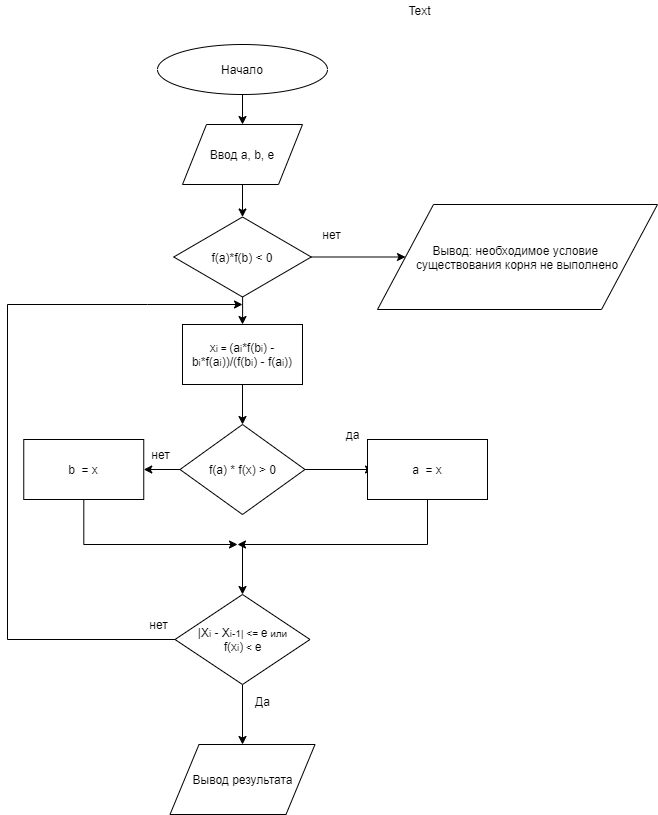 Text
Начало
Ввод a, b, e
f(a)*f(b) < 0
нет
Вывод: необходимое условие
существования корня не выполнено
xi = (ai*f(bi) -
bi*f(ai))/(f(bi) - f(ai))
нет
f(a) * f(x) > 0
да
b = x
a = x
нет
|Xi - Xi-1| <= e или
f(xi) < e
Да
Вывод результата